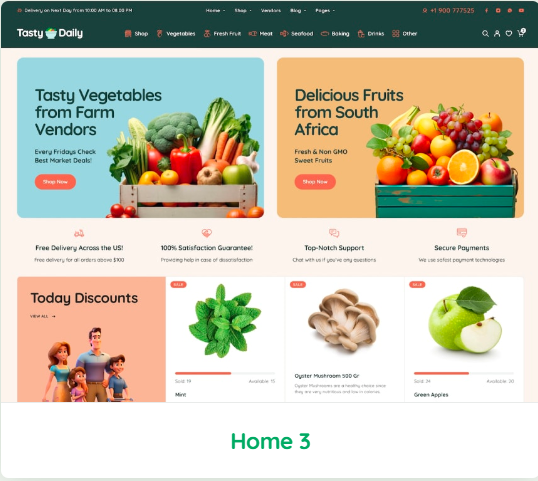 Delivery on Next Day from 10:00 AM to 08:00 PM
Home Shop Vendors Blog Pages
+1 900 777525
Tasty Daily
Shop Vegetables Fresh Fruit Meat Seafood Baking Drinks Other
Tasty Vegetables
from Farm
Vendors
Every Fridays Check
Best Market Deals!
Shop Now
Delicious Fruits
from South
Africa
Fresh & Non GMO
Sweet Fruits
Shop Now
Free Delivery Across the US!
Free delivery for all orders above $100
100% Satisfaction Guarantee!
Providing help in case of dissatisfaction
Top-Notch Support
Chat with us if you've any questions
Secure Payments
We use safest payment technologies
Today Discounts
VIEW ALL
SALE
Sold: 19 Available: 15
Mint
SALE
Oyster Mushroom 500 Gr
Oyster Mushrooms are a healthy choice since
they are very nutritious and low in calories.
SALE
Sold: 24 Available: 20
Green Apples
Home 3